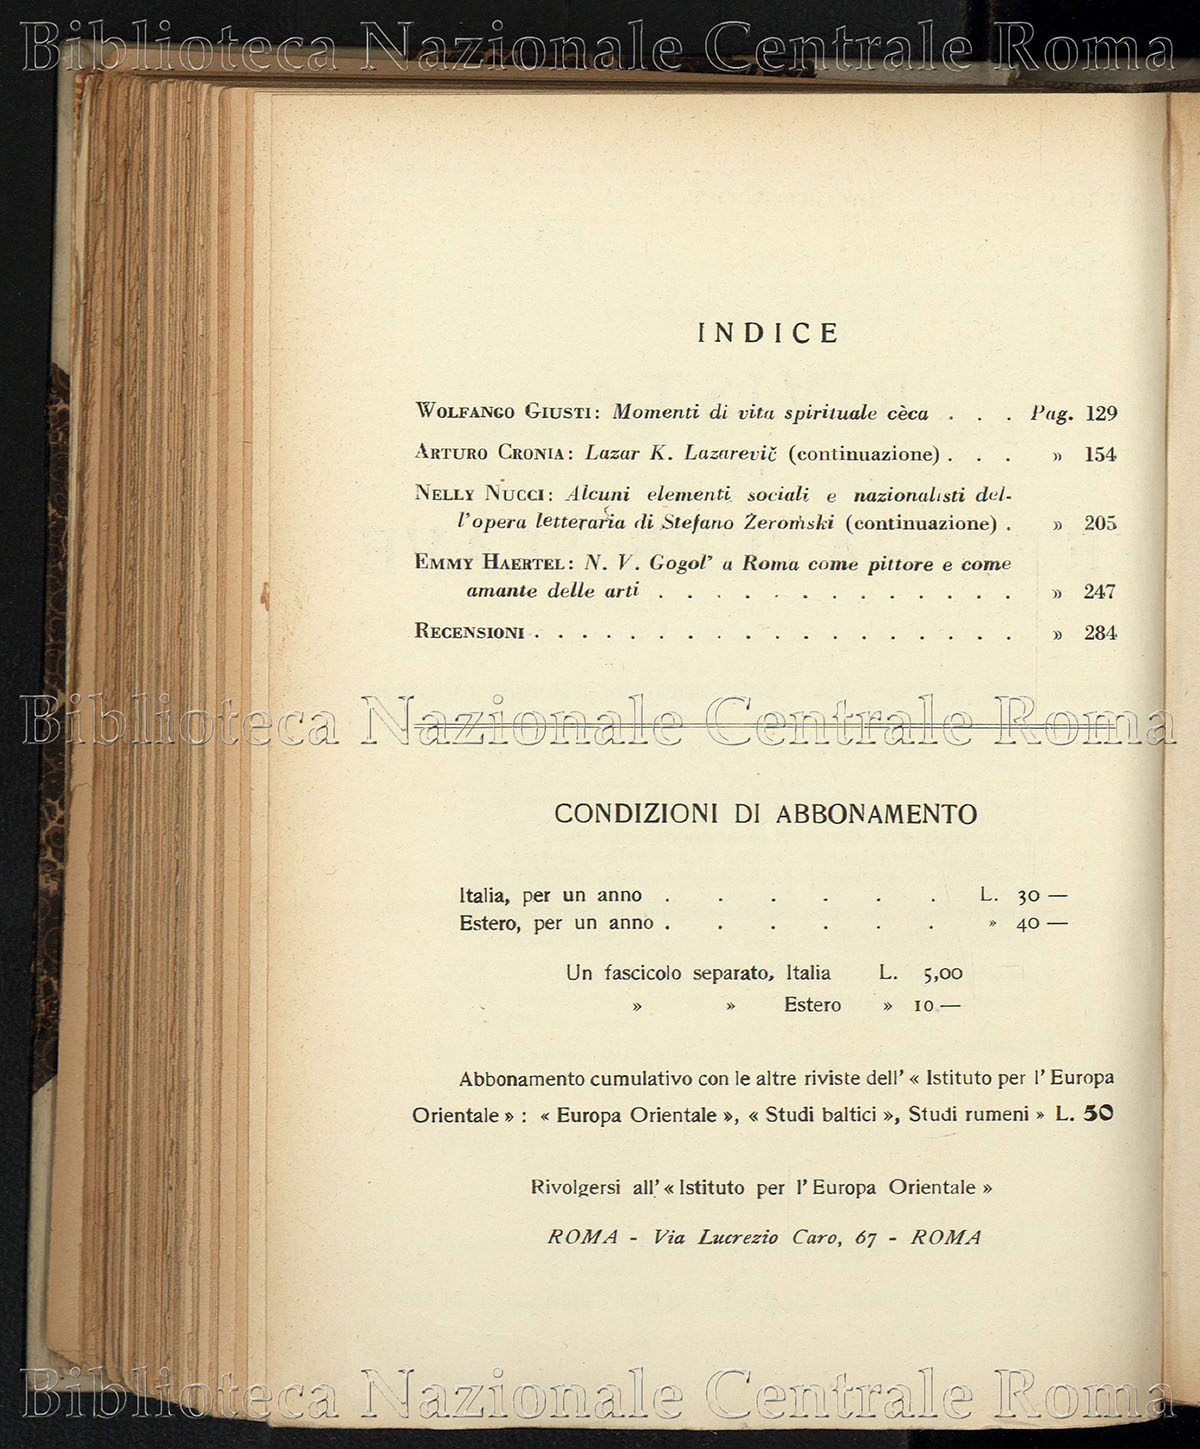 Biblioteca Nazionale Centrale Roma
INDICE
WOLFANGO GIUSTI: Momenti di vita spirituale cèca . . . Pag. 129
ARTURO CRONIA: Lazar K. Lazarevič (continuazione) . . . » 154
NELLY NUCCI: Alcuni elementi sociali e nazionalisti del-
l'opera letteraria di Stefano Żeromski (continuazione) . » 205
EMMY HAERTEL: N. V. Gogol' a Roma come pittore e come
amante delle arti . . . . . . . . . . . . . » 247
RECENSIONI . . . . . . . . . . . . . . . . . » 284
Biblioteca Nazionale Centrale Roma
CONDIZIONI DI ABBONAMENTO
Italia, per un anno . . . . . . L. 30 —
Estero, per un anno . . . . . . » 40 —
Un fascicolo separato, Italia L. 5,00
» » Estero » 10 —
Abbonamento cumulativo con le altre riviste dell' « Istituto per l' Europa
Orientale » : « Europa Orientale », « Studi baltici », Studi rumeni » L. 50
Rivolgersi all' « Istituto per l' Europa Orientale »
ROMA - Via Lucrezio Caro, 67 - ROMA
Biblioteca Nazionale Centrale Roma